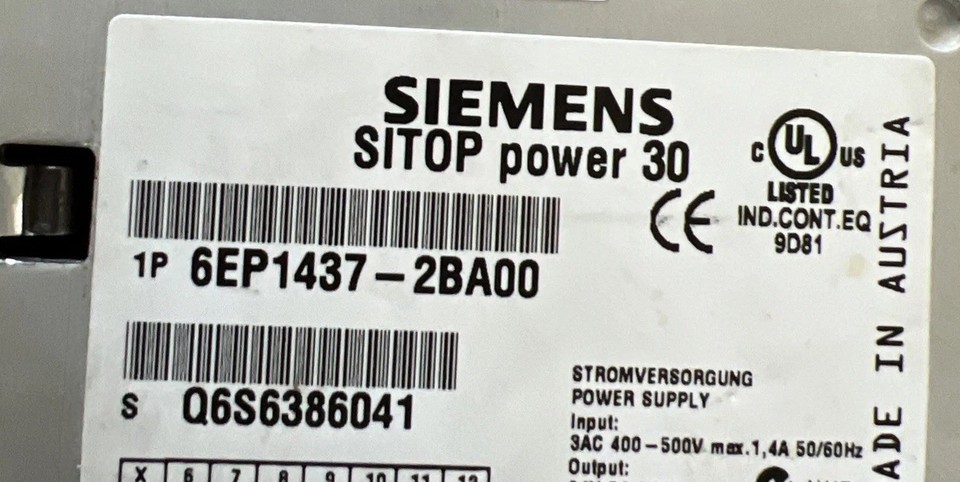 SIEMENS
SITOP power 30
C UL US
LISTED
IND.CONT.EQ
9D81
CE
1P 6EP1437-2BA00
S Q6S6386041
STROMVERSORGUNG
POWER SUPPLY
Input:
3AC 400-500V max.1,4A 50/60Hz
Output:
X 6 7 8 9 10 11 12
ADE IN AUSTRIA